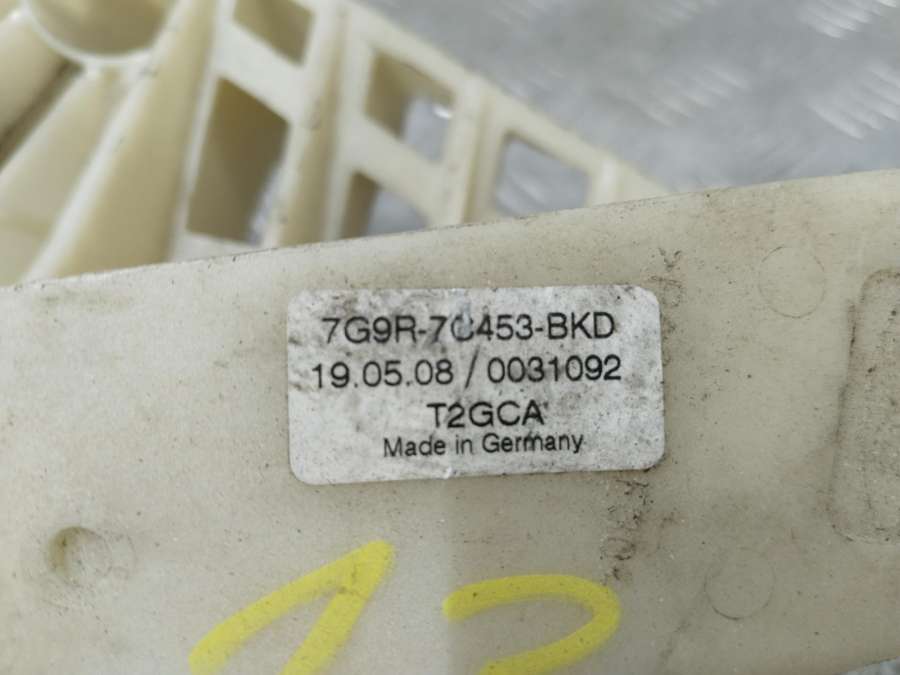 7G9R-7C453-BKD
19.05.08 / 0031092
T2GCA
Made in Germany